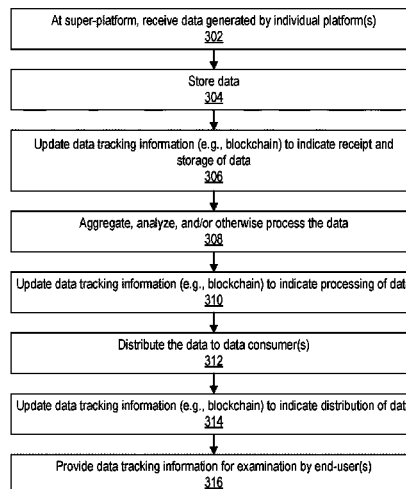 At super-platform, receive data generated by individual platform(s)
302
Store data
304
Update data tracking information (e.g., blockchain) to indicate receipt and
storage of data
306
Aggregate, analyze, and/or otherwise process the data
308
Update data tracking information (e.g., blockchain) to indicate processing of dat
310
Distribute the data to data consumer(s)
312
Update data tracking information (e.g., blockchain) to indicate distribution of dat
314
Provide data tracking information for examination by end-user(s)
316